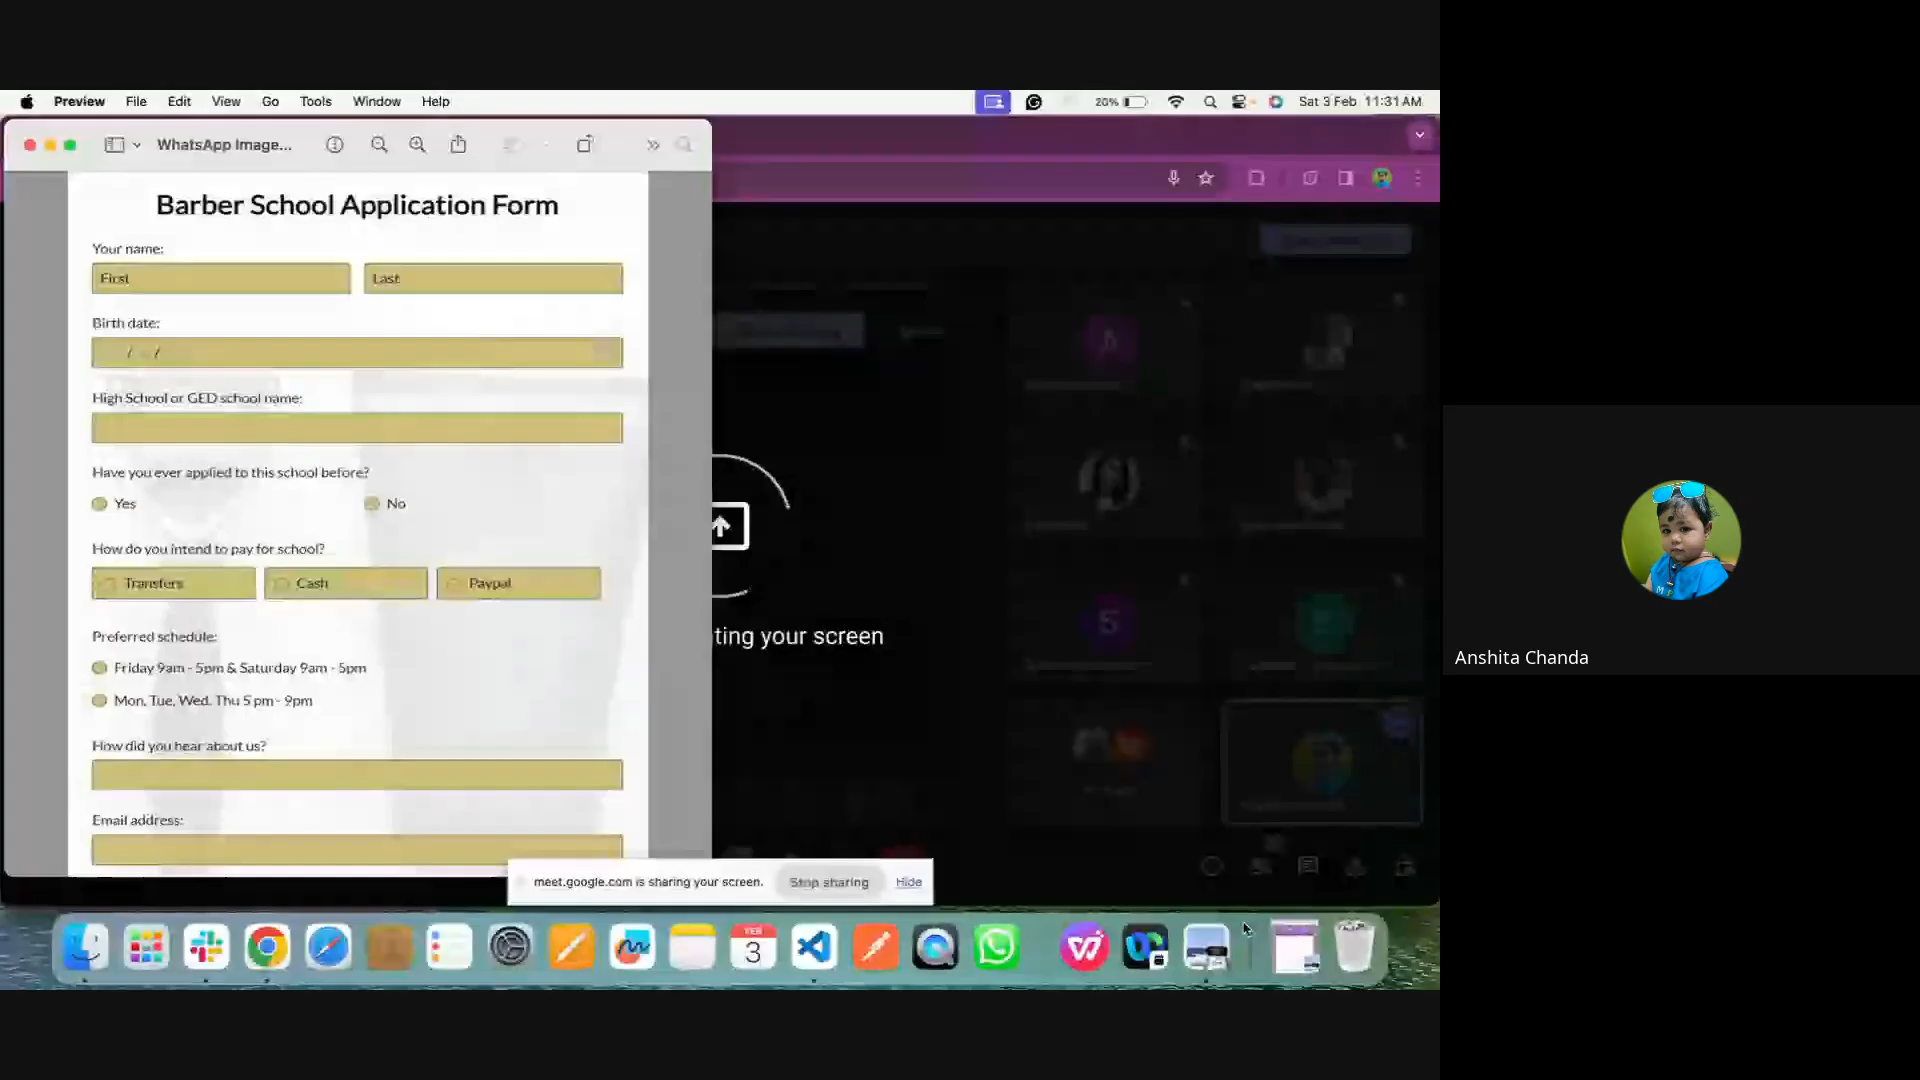 Preview File Edit View Go Tools Window Help
20% Sat 3 Feb 11:31AM
WhatsApp Image...
Barber School Application Form
Your name:
First Last
Birth date:
/ /
High School or GED school name:
Have you ever applied to this school before?
Yes No
How do you intend to pay for school?
Transfers Cash Paypal
Preferred schedule:
Friday 9am - 5pm & Saturday 9am - 5pm
Mon, Tue, Wed, Thu 5 pm - 9pm
How did you hear about us?
Email address:
ting your screen
S
meet.google.com is sharing your screen. Stop sharing Hide
FEB
3
Anshita Chanda